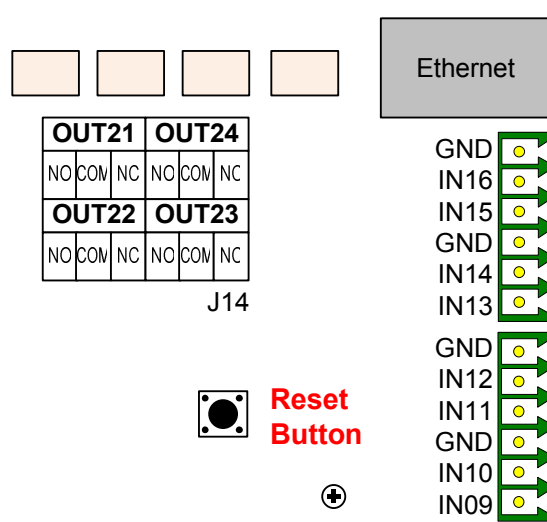 Ethernet
OUT21 OUT24
NO COM NC NO COM NC
OUT22 OUT23
NO COM NC NO COM NC
J14
Reset
Button
GND
IN16
IN15
GND
IN14
IN13
GND
IN12
IN11
GND
IN10
IN09